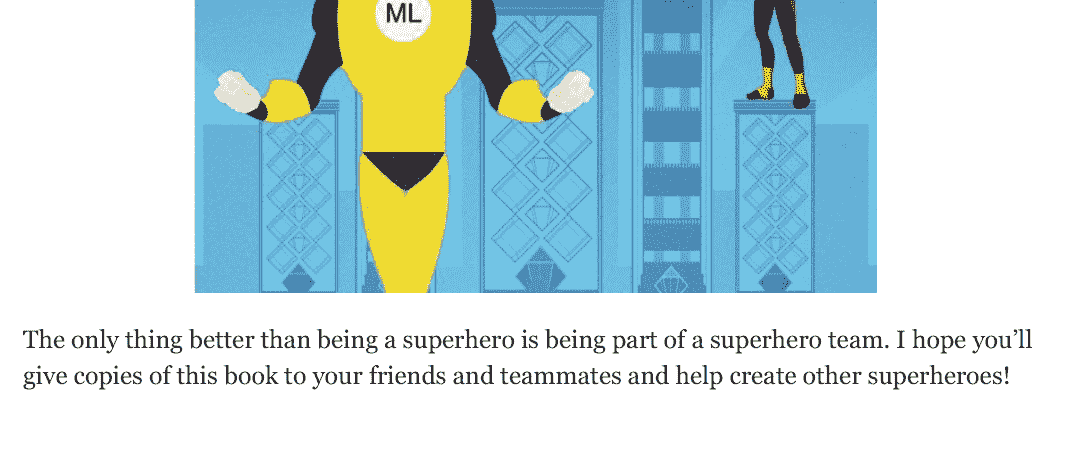 ML
The only thing better than being a superhero is being part of a superhero team. I hope you’ll
give copies of this book to your friends and teammates and help create other superheroes!